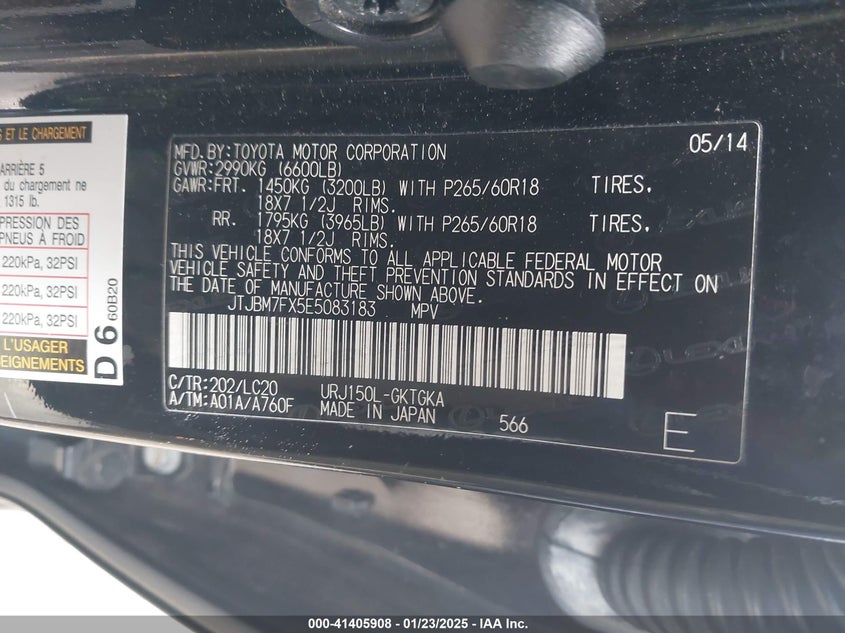 S ET LE CHARGEMENT
ARRIÈRE 5
du chargement ne
1315 lb.
PRESSION DES
PNEUS À FROID
220kPa, 32PSI
220kPa, 32PSI
220kPa, 32PSI
L'USAGER
SEIGNEMENTS
D 6 60B20
05/14
MFD.BY:TOYOTA MOTOR CORPORATION
GVWR:2990KG (6600LB)
GAWR:FRT. 1450KG (3200LB) WITH P265/60R18 TIRES,
18X7 1/2J RIMS.
RR. 1795KG (3965LB) WITH P265/60R18 TIRES,
18X7 1/2J RIMS.
THIS VEHICLE CONFORMS TO ALL APPLICABLE FEDERAL MOTOR
VEHICLE SAFETY AND THEFT PREVENTION STANDARDS IN EFFECT ON
THE DATE OF MANUFACTURE SHOWN ABOVE.
JTJBM7FX5E5083183 MPV
C/TR:202/LC20 URJ150L-GKTGKA
A/TM:A01A/A760F MADE IN JAPAN 566
E
000-41405908 - 01/23/2025 - IAA Inc.